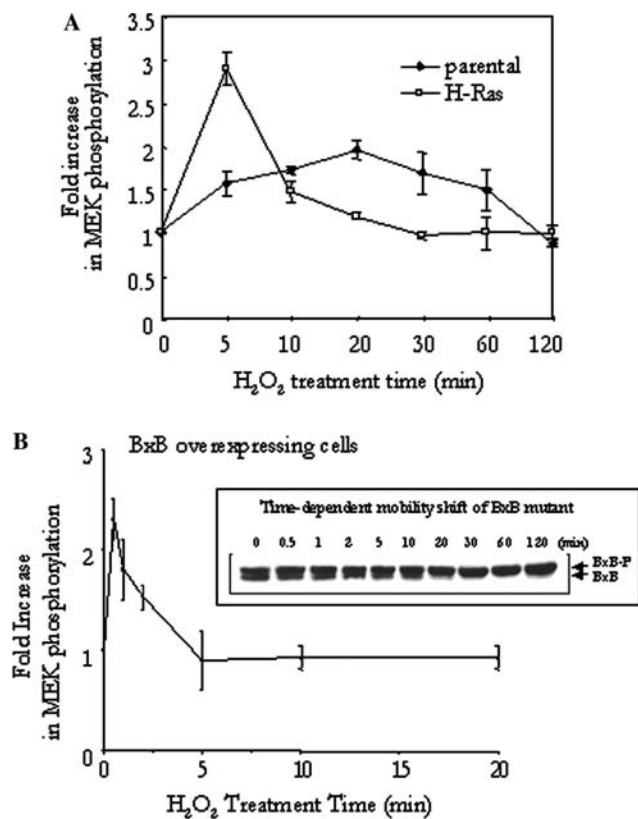 A
3.5
3
2.5
2
1.5
1
0.5
0
Fold increase
in MEK phosphorylation
parental
H-Ras
0 5 10 20 30 60 120
H₂O₂ treatment time (min)
B
BxB overexpressing cells
3
2
1
0
Fold Increase
in MEK phosphorylation
Time-dependent mobility shift of BxB mutant
0 0.5 1 2 5 10 20 30 60 120 (min)
BxB-P
BxB
0 5 10 15 20
H₂O₂ Treatment Time (min)